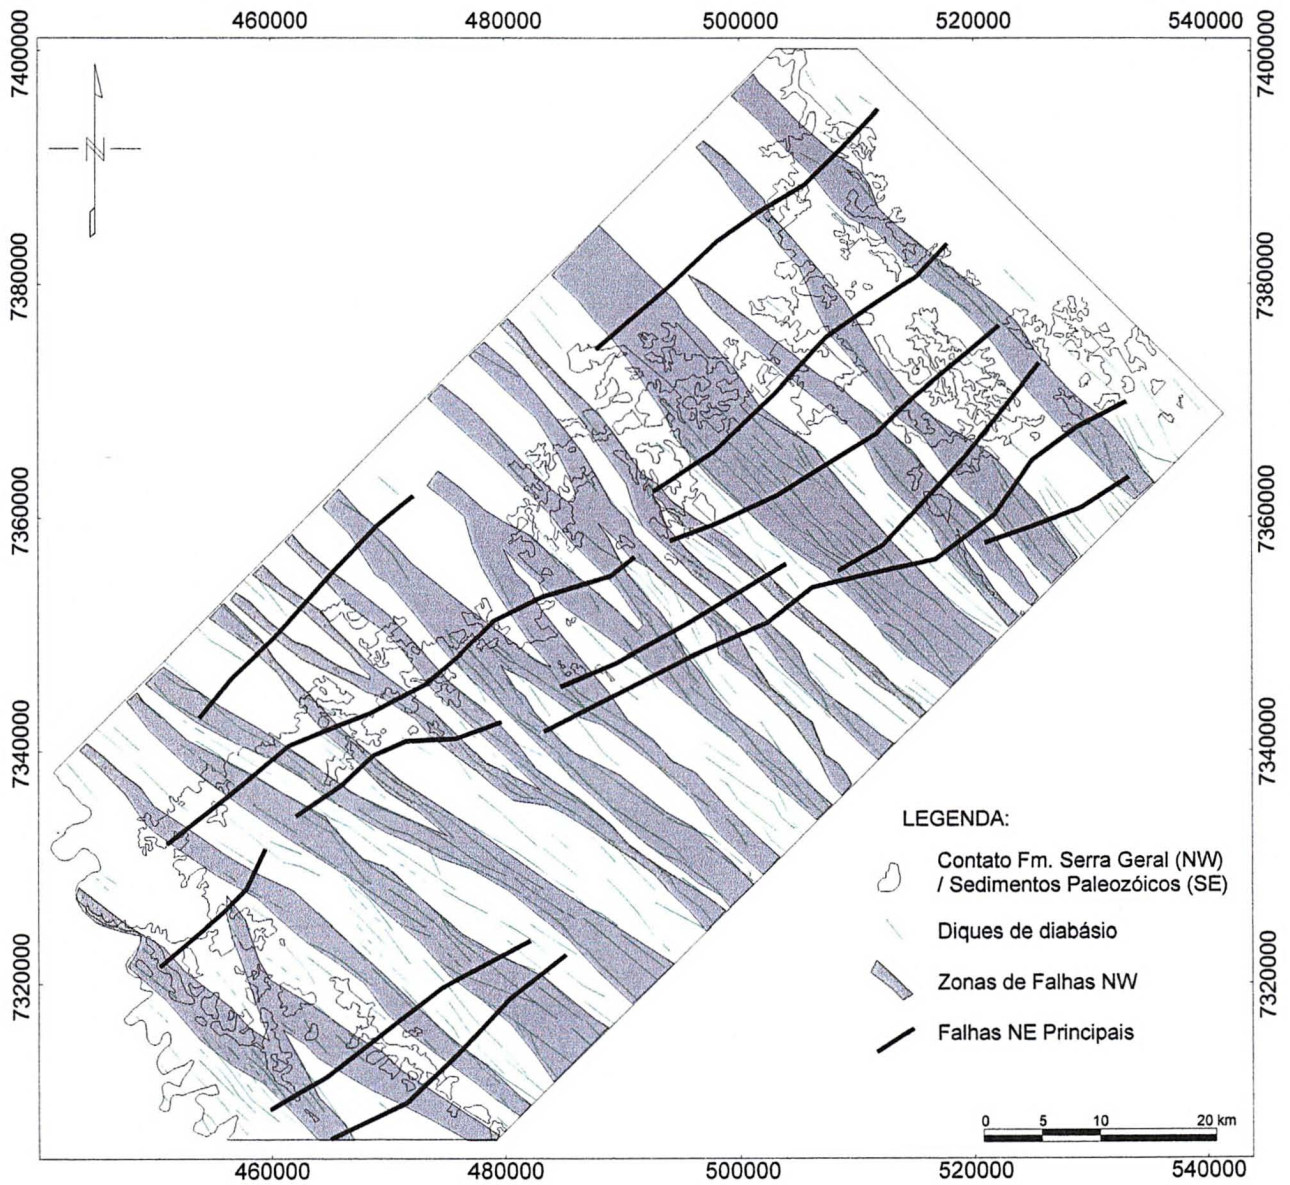 460000 480000 500000 520000 540000
7400000 7400000
N
7380000 7380000
7360000 7360000
7340000 7340000
LEGENDA:
Contato Fm. Serra Geral (NW)
/ Sedimentos Paleozóicos (SE)
Diques de diabásio
7320000 7320000
Zonas de Falhas NW
Falhas NE Principais
0 5 10 20 km
460000 480000 500000 520000 540000